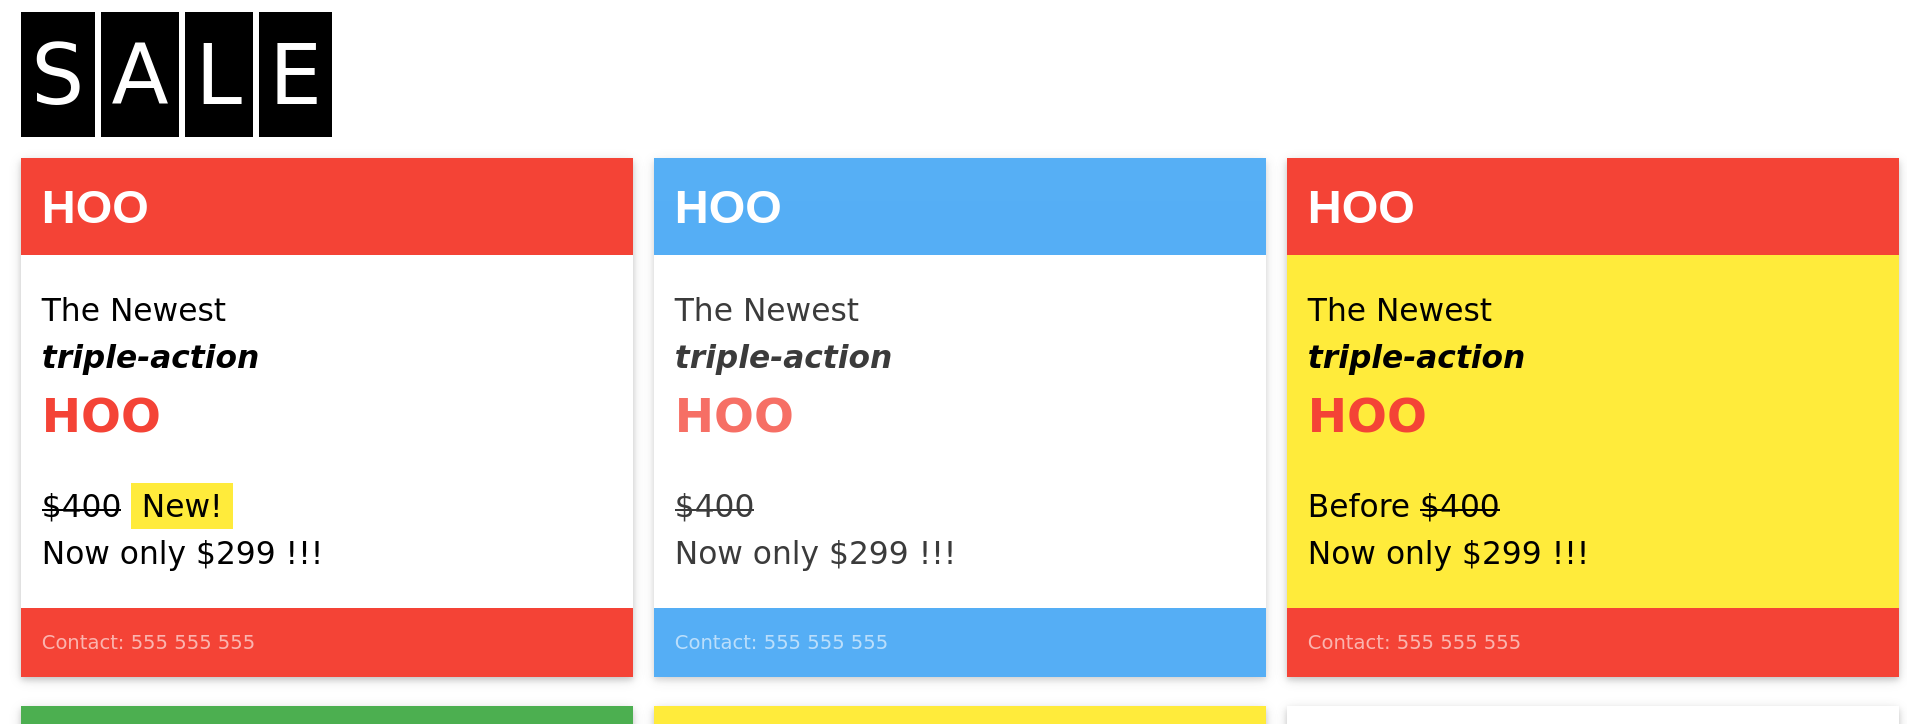 SALE
HOO
The Newest
triple-action
HOO
$400 New!
Now only $299 !!!
Contact: 555 555 555
HOO
The Newest
triple-action
HOO
$400
Now only $299 !!!
Contact: 555 555 555
HOO
The Newest
triple-action
HOO
Before $400
Now only $299 !!!
Contact: 555 555 555